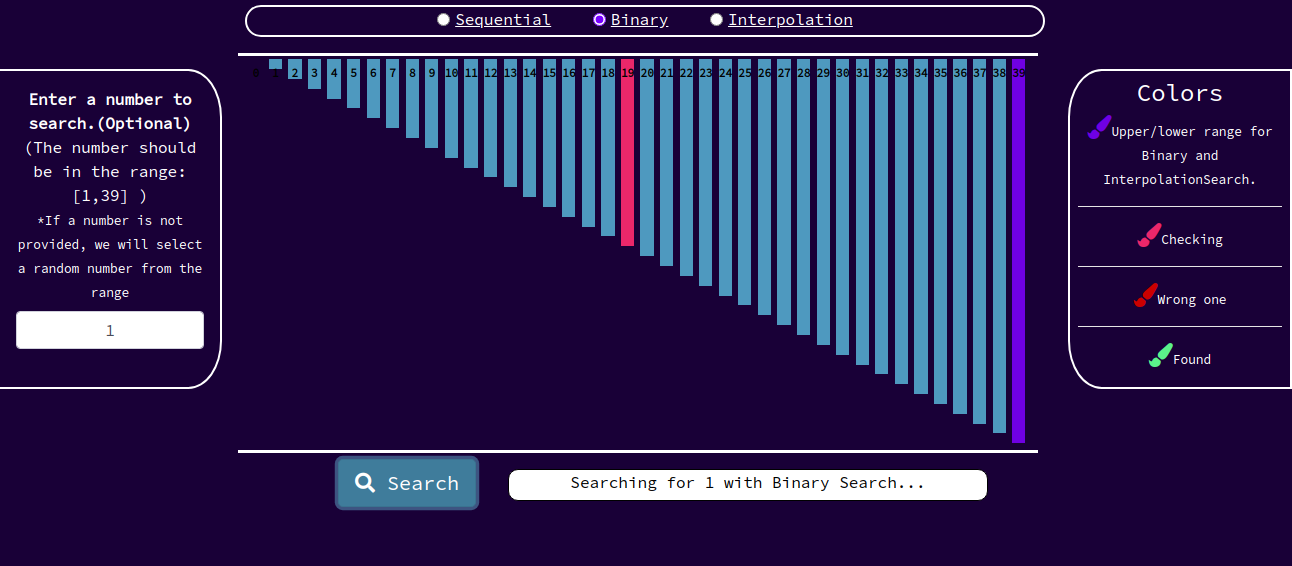 Sequential Binary Interpolation
Enter a number to
search.(Optional)
(The number should
be in the range:
[1,39] )
*If a number is not
provided, we will select
a random number from the
range
1
0 1 2 3 4 5 6 7 8 9 10 11 12 13 14 15 16 17 18 19 20 21 22 23 24 25 26 27 28 29 30 31 32 33 34 35 36 37 38 39
Search
Searching for 1 with Binary Search...
Colors
Upper/lower range for
Binary and
InterpolationSearch.
Checking
Wrong one
Found